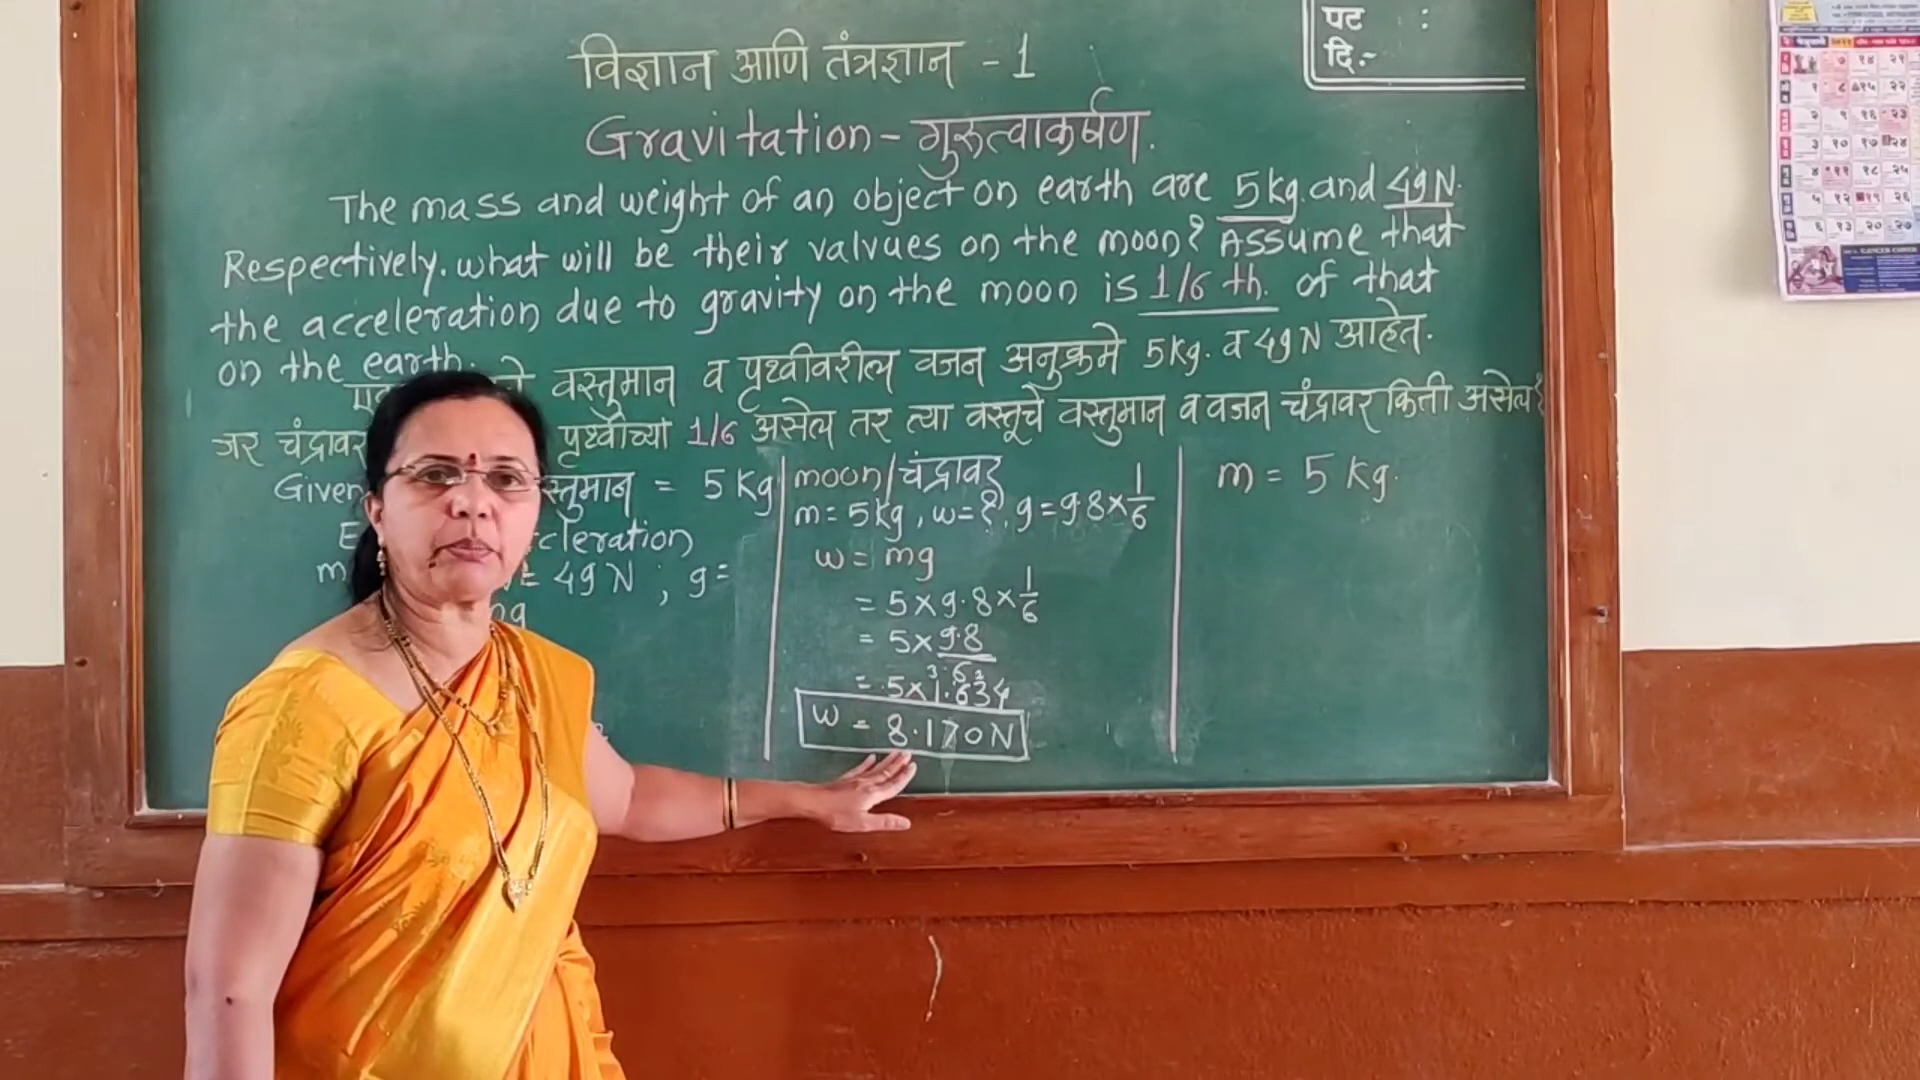 पट :
दि.-
विज्ञान आणि तंत्रज्ञान - 1
Gravitation - गुरुत्वाकर्षण.
The mass and weight of an object on earth are 5kg. and 49N.
Respectively. what will be their valvues on the moon? Assume that
the acceleration due to gravity on the moon is 1/6 th. of that
on the earth.
वस्तुमान व पृथ्वीवरील वजन अनुक्रमे 5kg. व 49N आहेत.
जर चंद्रावर पृथ्वीच्या 1/6 असेल तर त्या वस्तूचे वस्तुमान व वजन चंद्रावर किती असेल?
Given = 5 Kg
m = 49 N ; g =
moon/चंद्रावर
m = 5kg , w = ? , g = 9.8 × 1/6
w = mg
= 5 × 9.8 × 1/6
= 5 × 9.8/6
= 5 × 1.634
w = 8.170N
m = 5 kg.